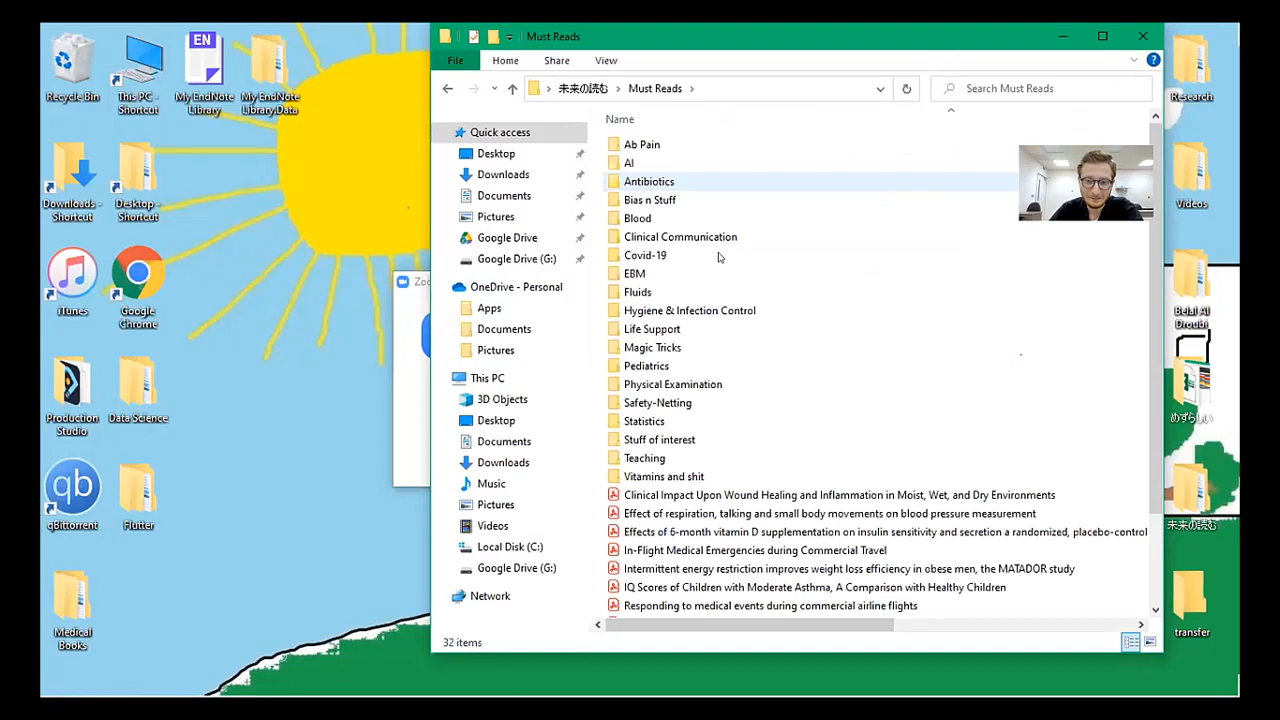 Must Reads
File
Home
Share
View
未来の読む
Must Reads
Search Must Reads
Name
Quick access
Desktop
Downloads
Documents
Pictures
Google Drive
Google Drive (G:)
OneDrive - Personal
Apps
Documents
Pictures
This PC
3D Objects
Desktop
Documents
Downloads
Music
Pictures
Videos
Local Disk (C:)
Google Drive (G:)
Network
Ab Pain
AI
Antibiotics
Bias n Stuff
Blood
Clinical Communication
Covid-19
EBM
Fluids
Hygiene & Infection Control
Life Support
Magic Tricks
Pediatrics
Physical Examination
Safety-Netting
Statistics
Stuff of interest
Teaching
Vitamins and shit
Clinical Impact Upon Wound Healing and Inflammation in Moist, Wet, and Dry Environments
Effect of respiration, talking and small body movements on blood pressure measurement
Effects of 6-month vitamin D supplementation on insulin sensitivity and secretion a randomized, placebo-control
In-Flight Medical Emergencies during Commercial Travel
Intermittent energy restriction improves weight loss efficiency in obese men, the MATADOR study
IQ Scores of Children with Moderate Asthma, A Comparison with Healthy Children
Responding to medical events during commercial airline flights
32 items
Recycle Bin
This PC -
Shortcut
EN
My EndNote
Library
My EndNote
Library.Data
Downloads -
Shortcut
Desktop -
Shortcut
iTunes
Google
Chrome
Production
Studio
Data Science
qb
qBittorrent
Flutter
Medical
Books
Zoo
Research
Videos
Belal Al
Droubi
めずらしい
未来の読む
transfer